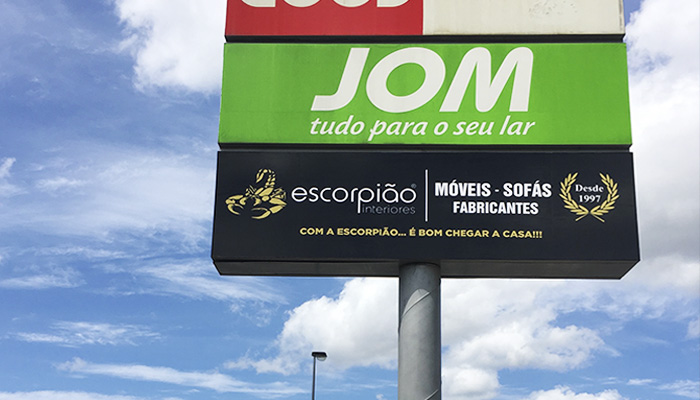 JOM
tudo para o seu lar
escorpião®
interiores
MÓVEIS - SOFÁS
FABRICANTES
Desde
1997
COM A ESCORPIÃO... É BOM CHEGAR A CASA!!!